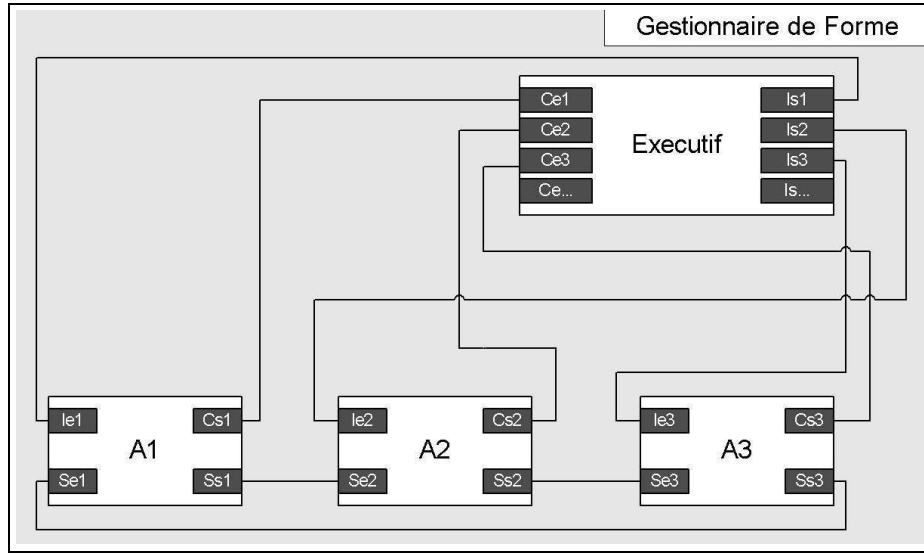 Gestionnaire de Forme
Ce1 Is1
Ce2 Is2
Executif
Ce3 Is3
Ce... Is...
Ie1 Cs1
A1
Se1 Ss1
Ie2 Cs2
A2
Se2 Ss2
Ie3 Cs3
A3
Se3 Ss3